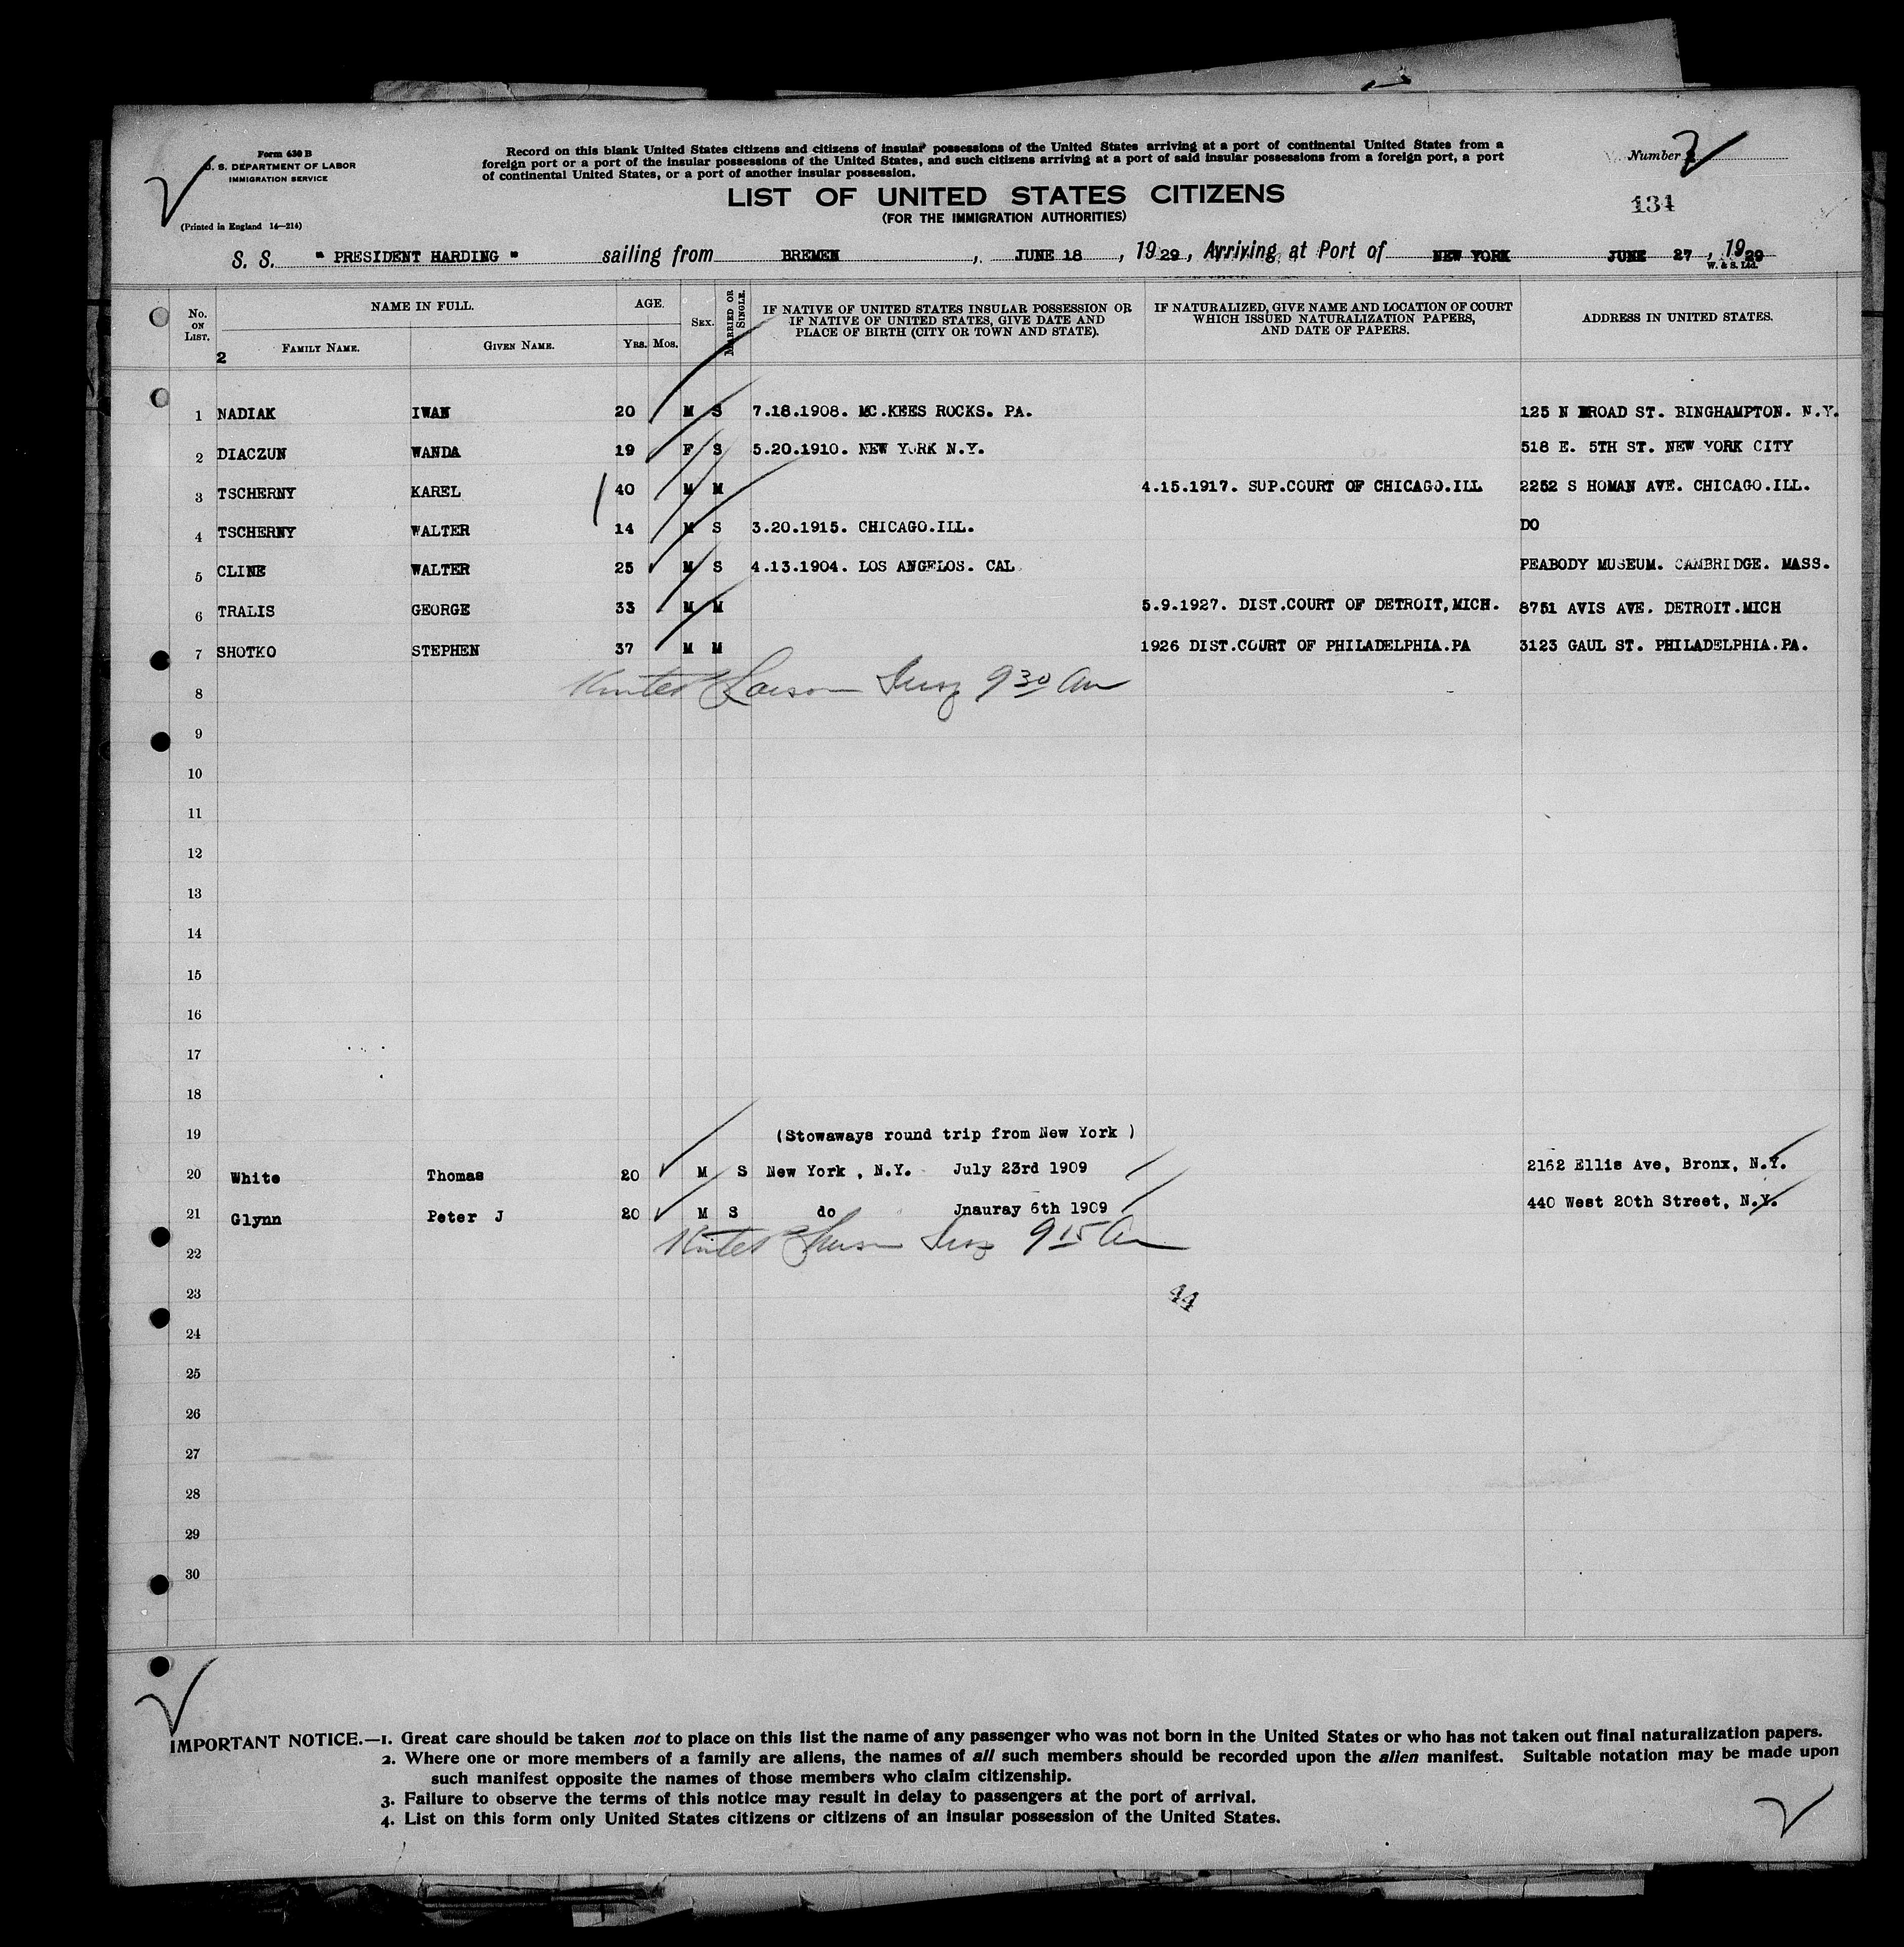 Form 630 B
U. S. DEPARTMENT OF LABOR
IMMIGRATION SERVICE
(Printed in England 14—214)
Record on this blank United States citizens and citizens of insular possessions of the United States arriving at a port of continental United States from a
foreign port or a port of the insular possessions of the United States, and such citizens arriving at a port of said insular possessions from a foreign port, a port
of continental United States, or a port of another insular possession.
Number
131
LIST OF UNITED STATES CITIZENS
(FOR THE IMMIGRATION AUTHORITIES)
S. S. " PRESIDENT HARDING " sailing from BREMEN, JUNE 18, 1929, Arriving at Port of NEW YORK JUNE 27, 1929
W. & S. Ltd.
No. ON LIST. NAME IN FULL. AGE. SEX. MARRIED OR SINGLE. IF NATIVE OF UNITED STATES INSULAR POSSESSION OR IF NATIVE OF UNITED STATES, GIVE DATE AND PLACE OF BIRTH (CITY OR TOWN AND STATE). IF NATURALIZED, GIVE NAME AND LOCATION OF COURT WHICH ISSUED NATURALIZATION PAPERS, AND DATE OF PAPERS. ADDRESS IN UNITED STATES.
2 FAMILY NAME. GIVEN NAME. YRS. MOS.
1 NADIAK IWAN 20 M S 7.18.1908. MC.KEES ROCKS. PA. 125 N BROAD ST. BINGHAMPTON. N.Y.
2 DIACZUN WANDA 19 F S 5.20.1910. NEW YORK N.Y. 518 E. 5TH ST. NEW YORK CITY
3 TSCHERNY KAREL 40 M M 4.15.1917. SUP.COURT OF CHICAGO.ILL 2252 S HOMAN AVE. CHICAGO.ILL.
4 TSCHERNY WALTER 14 M S 3.20.1915. CHICAGO.ILL. DO
5 CLINE WALTER 25 M S 4.13.1904. LOS ANGELOS. CAL. PEABODY MUSEUM. CAMBRIDGE. MASS.
6 TRALIS GEORGE 33 M M 5.9.1927. DIST.COURT OF DETROIT,MICH. 8751 AVIS AVE. DETROIT.MICH
7 SHOTKO STEPHEN 37 M M 1926 DIST.COURT OF PHILADELPHIA.PA 3123 GAUL ST. PHILADELPHIA.PA.
8 9 30 am
9
10
11
12
13
14
15
16
17
18
19 (Stowaways round trip from New York )
20 White Thomas 20 M S New York , N.Y. July 23rd 1909 2162 Ellis Ave, Bronx, N.Y.
21 Glynn Peter J 20 M S do Jnauray 6th 1909 440 West 20th Street, N.Y.
22 9 15 am
23 44
24
25
26
27
28
29
30
IMPORTANT NOTICE.—1. Great care should be taken not to place on this list the name of any passenger who was not born in the United States or who has not taken out final naturalization papers.
2. Where one or more members of a family are aliens, the names of all such members should be recorded upon the alien manifest. Suitable notation may be made upon
such manifest opposite the names of those members who claim citizenship.
3. Failure to observe the terms of this notice may result in delay to passengers at the port of arrival.
4. List on this form only United States citizens or citizens of an insular possession of the United States.